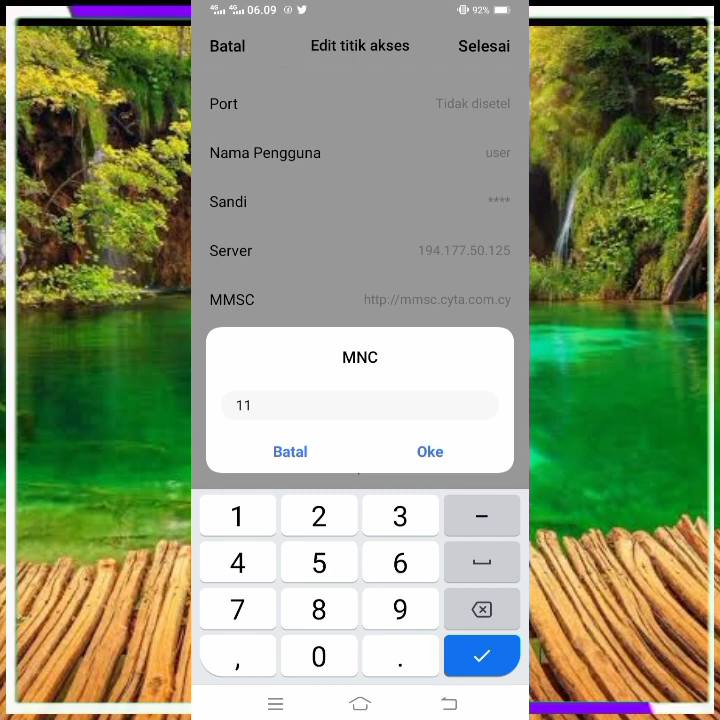 4G 4G 06.09 92%
Batal Edit titik akses Selesai
Port Tidak disetel
Nama Pengguna user
Sandi ****
Server 194.177.50.125
MMSC http://mmsc.cyta.com.cy
MNC
11
Batal Oke
1 2 3 –
4 5 6
7 8 9
, 0 .